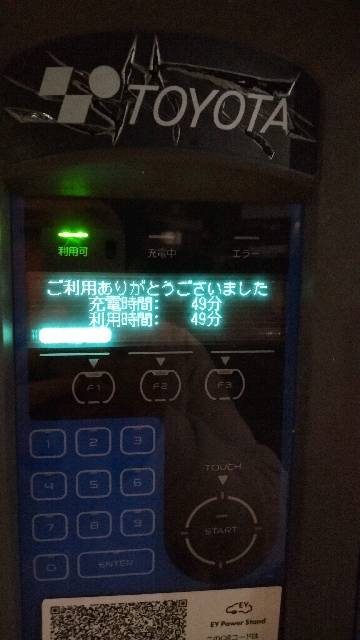 TOYOTA
利用可 充電中 エラー
ご利用ありがとうございました
充電時間: 49分
利用時間: 49分
F1 F2 F3
1 2 3
4 5 6
7 8 9
0 ENTER
TOUCH
START
EV
EV Power Stand